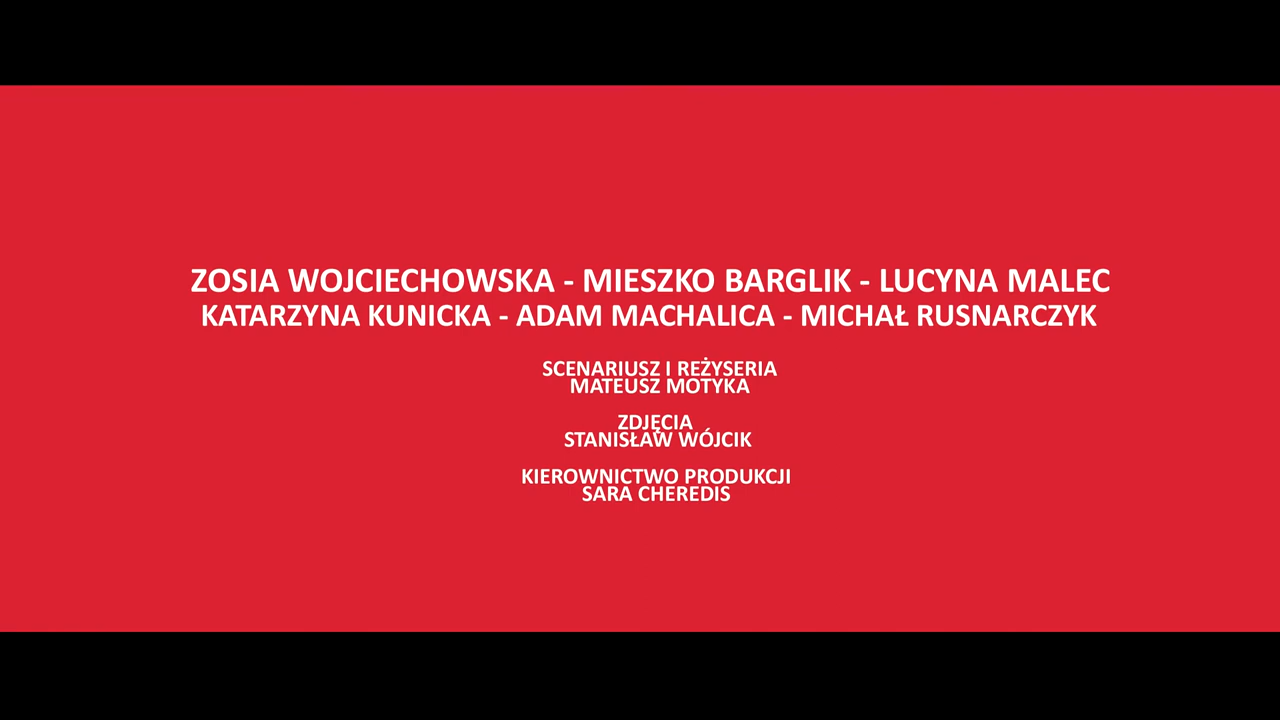 ZOSIA WOJCIECHOWSKA - MIESZKO BARGLIK - LUCYNA MALEC
KATARZYNA KUNICKA - ADAM MACHALICA - MICHAŁ RUSNARCZYK
SCENARIUSZ I REŻYSERIA
MATEUSZ MOTYKA
ZDJĘCIA
STANISŁAW WÓJCIK
KIEROWNICTWO PRODUKCJI
SARA CHEREDIS